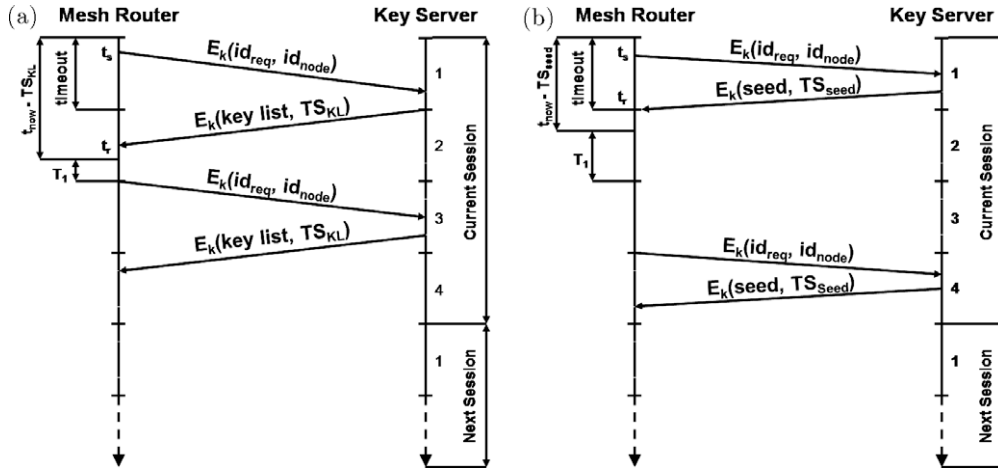 (a)
Mesh Router
Key Server
t_now - TS_KL
timeout
t_s
E_k(id_req, id_node)
1
E_k(key list, TS_KL)
t_r
2
T_1
E_k(id_req, id_node)
3
E_k(key list, TS_KL)
4
Current Session
1
Next Session
(b)
Mesh Router
Key Server
t_now - TS_seed
timeout
t_s
E_k(id_req, id_node)
1
E_k(seed, TS_seed)
t_r
T_1
2
3
E_k(id_req, id_node)
E_k(seed, TS_Seed)
4
Current Session
1
Next Session